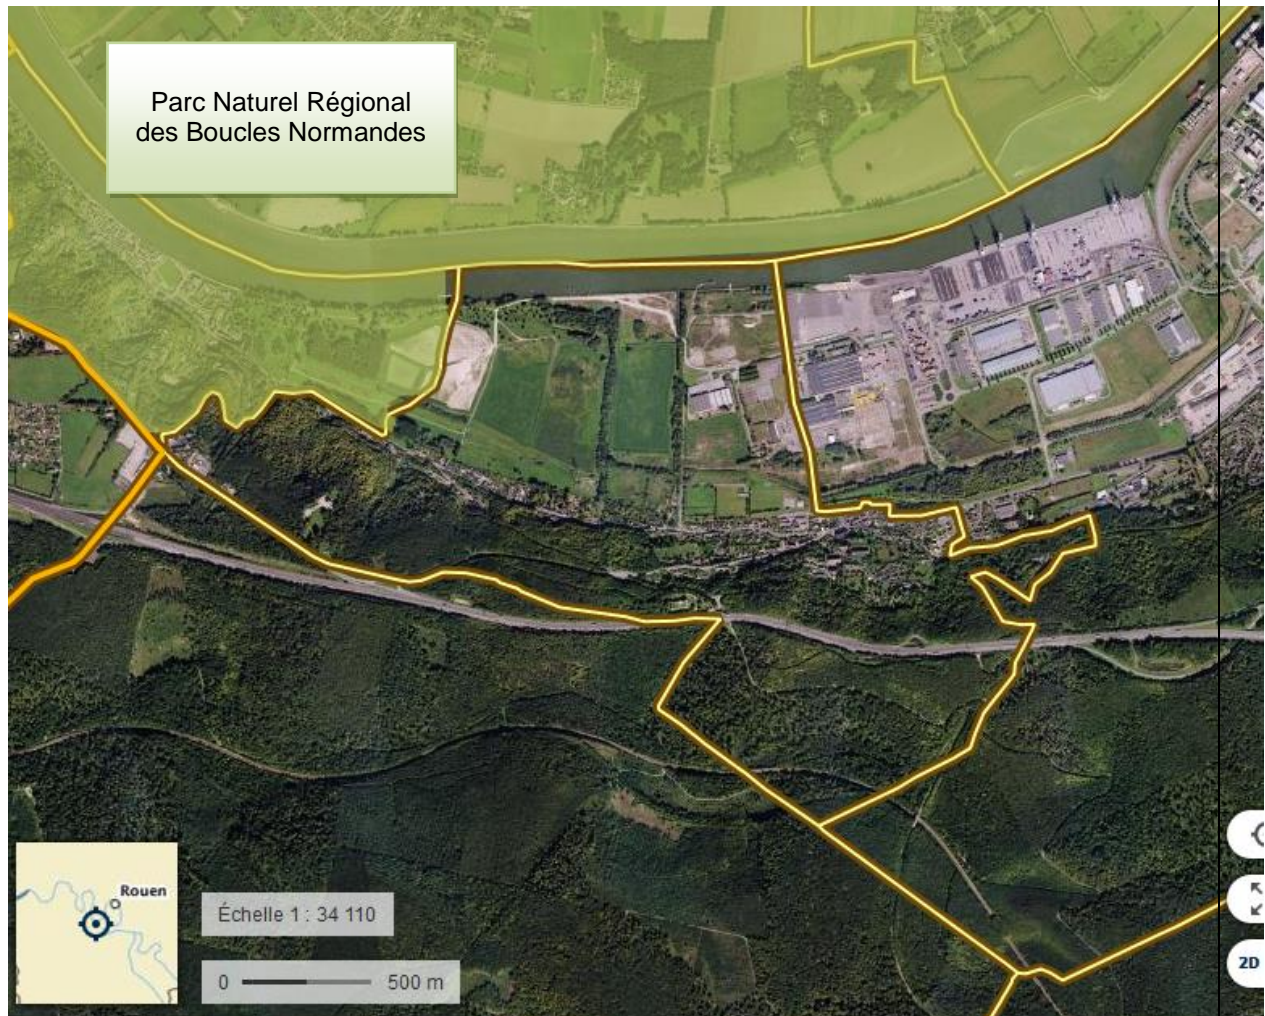 Parc Naturel Régional
des Boucles Normandes
Rouen
Échelle 1 : 34 110
0 500 m
2D